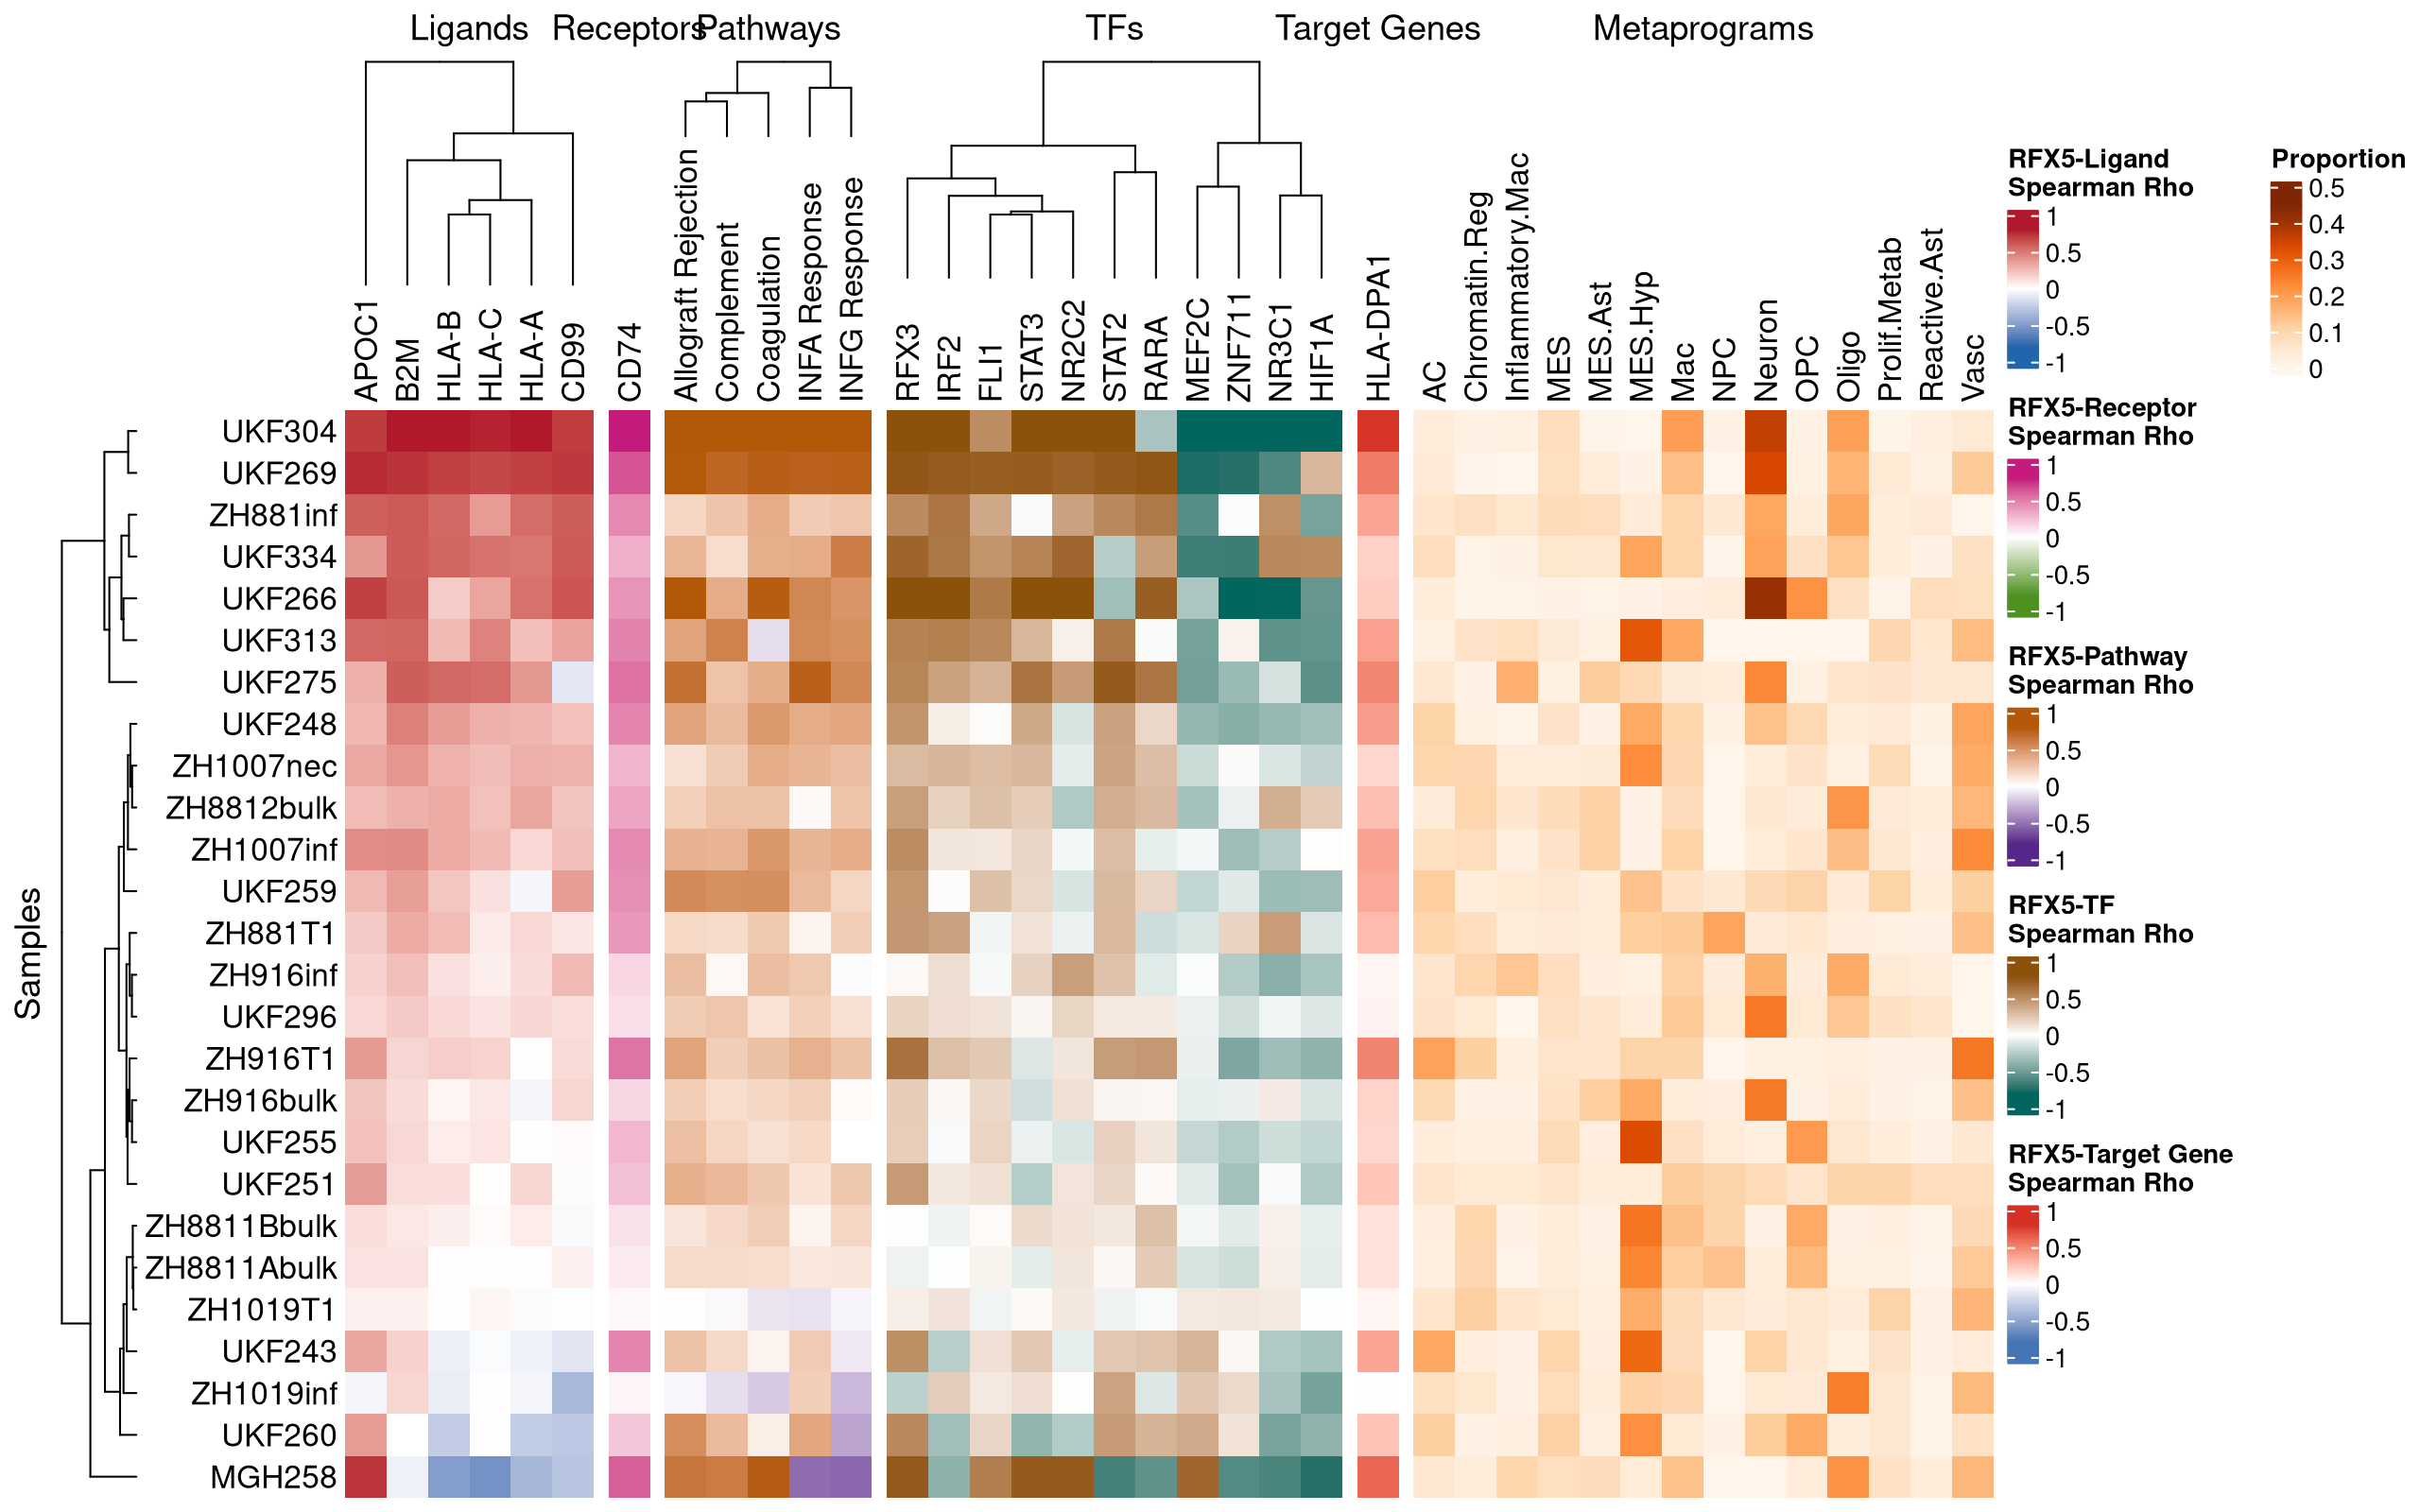 Ligands
Receptors
Pathways
TFs
Target Genes
Metaprograms
APOC1
B2M
HLA-B
HLA-C
HLA-A
CD99
CD74
Allograft Rejection
Complement
Coagulation
INFA Response
INFG Response
RFX3
IRF2
FLI1
STAT3
NR2C2
STAT2
RARA
MEF2C
ZNF711
NR3C1
HIF1A
HLA-DPA1
AC
Chromatin.Reg
Inflammatory.Mac
MES
MES.Ast
MES.Hyp
Mac
NPC
Neuron
OPC
Oligo
Prolif.Metab
Reactive.Ast
Vasc
Samples
UKF304
UKF269
ZH881inf
UKF334
UKF266
UKF313
UKF275
UKF248
ZH1007nec
ZH8812bulk
ZH1007inf
UKF259
ZH881T1
ZH916inf
UKF296
ZH916T1
ZH916bulk
UKF255
UKF251
ZH8811Bbulk
ZH8811Abulk
ZH1019T1
UKF243
ZH1019inf
UKF260
MGH258
RFX5-Ligand
Spearman Rho
1
0.5
0
-0.5
-1
RFX5-Receptor
Spearman Rho
1
0.5
0
-0.5
-1
RFX5-Pathway
Spearman Rho
1
0.5
0
-0.5
-1
RFX5-TF
Spearman Rho
1
0.5
0
-0.5
-1
RFX5-Target Gene
Spearman Rho
1
0.5
0
-0.5
-1
Proportion
0.5
0.4
0.3
0.2
0.1
0